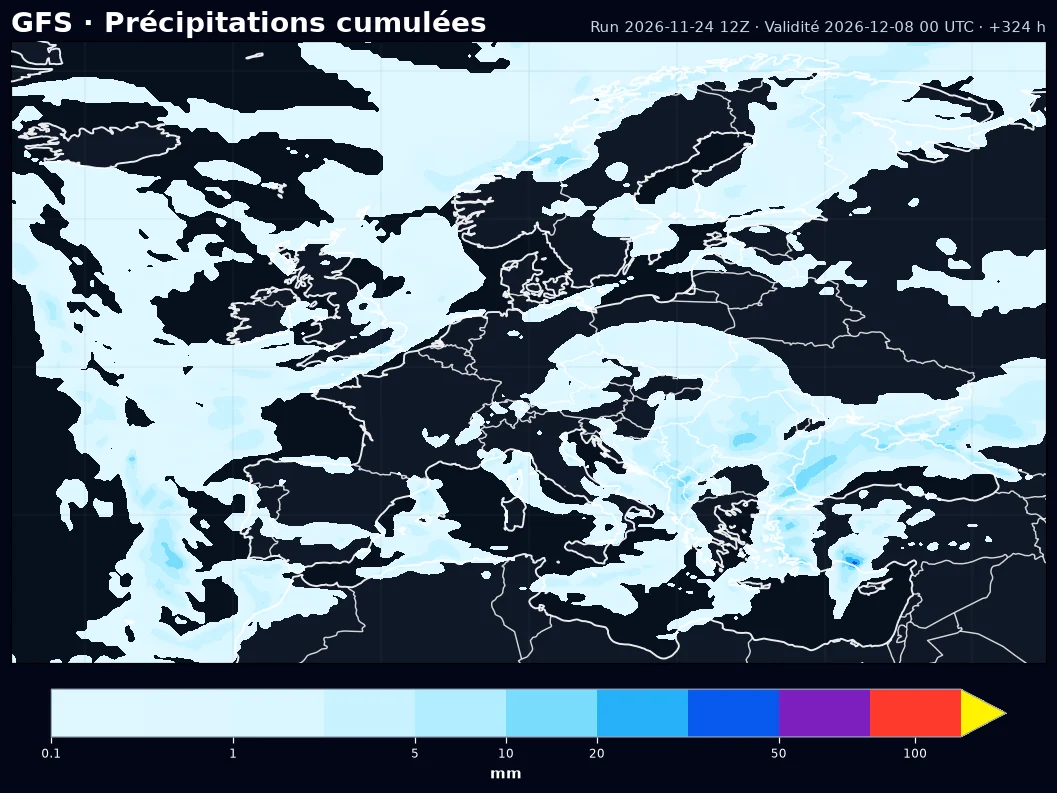 GFS · Précipitations cumulées
Run 2026-11-24 12Z · Validité 2026-12-08 00 UTC · +324 h
0.1 1 5 10 20 50 100
mm